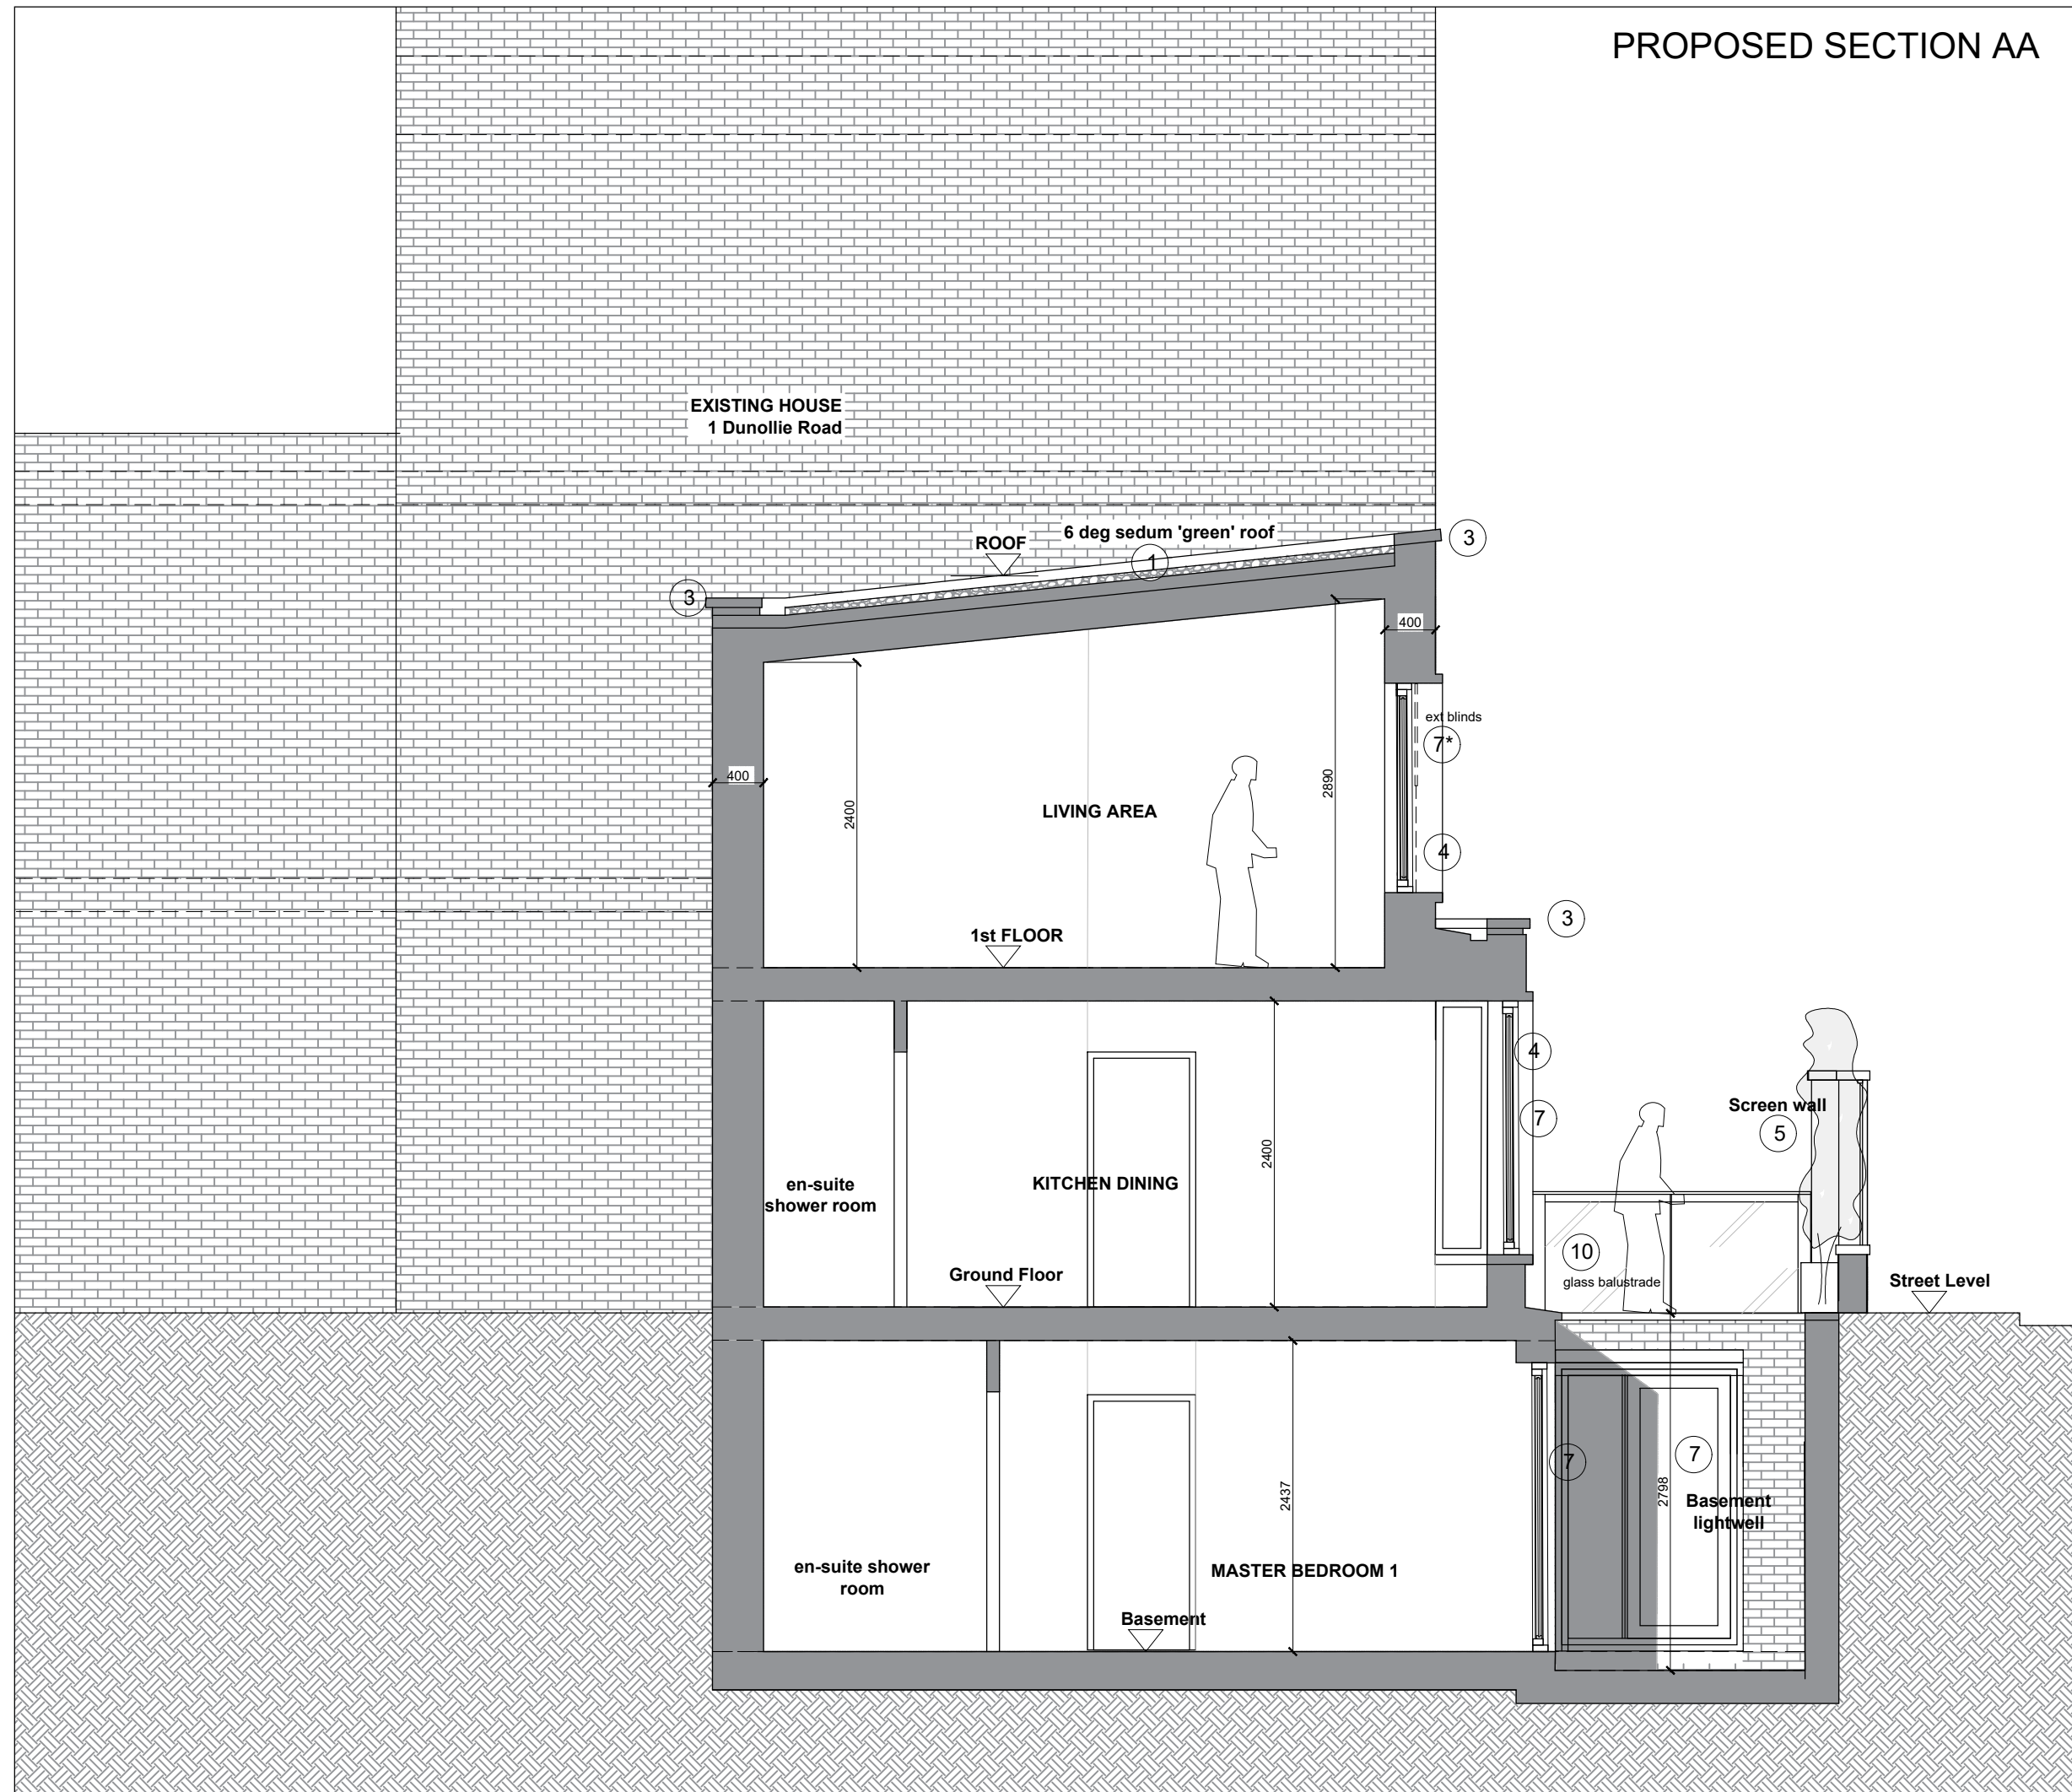 PROPOSED SECTION AA
EXISTING HOUSE
1 Dunollie Road
6 deg sedum 'green' roof
ROOF
1
3
3
400
ext blinds
7*
400
2400
LIVING AREA
2890
4
3
1st FLOOR
4
7
Screen wall
5
2400
en-suite
shower room
KITCHEN DINING
10
glass balustrade
Ground Floor
Street Level
7
7
2437
2798
Basement
lightwell
en-suite shower
room
MASTER BEDROOM 1
Basement